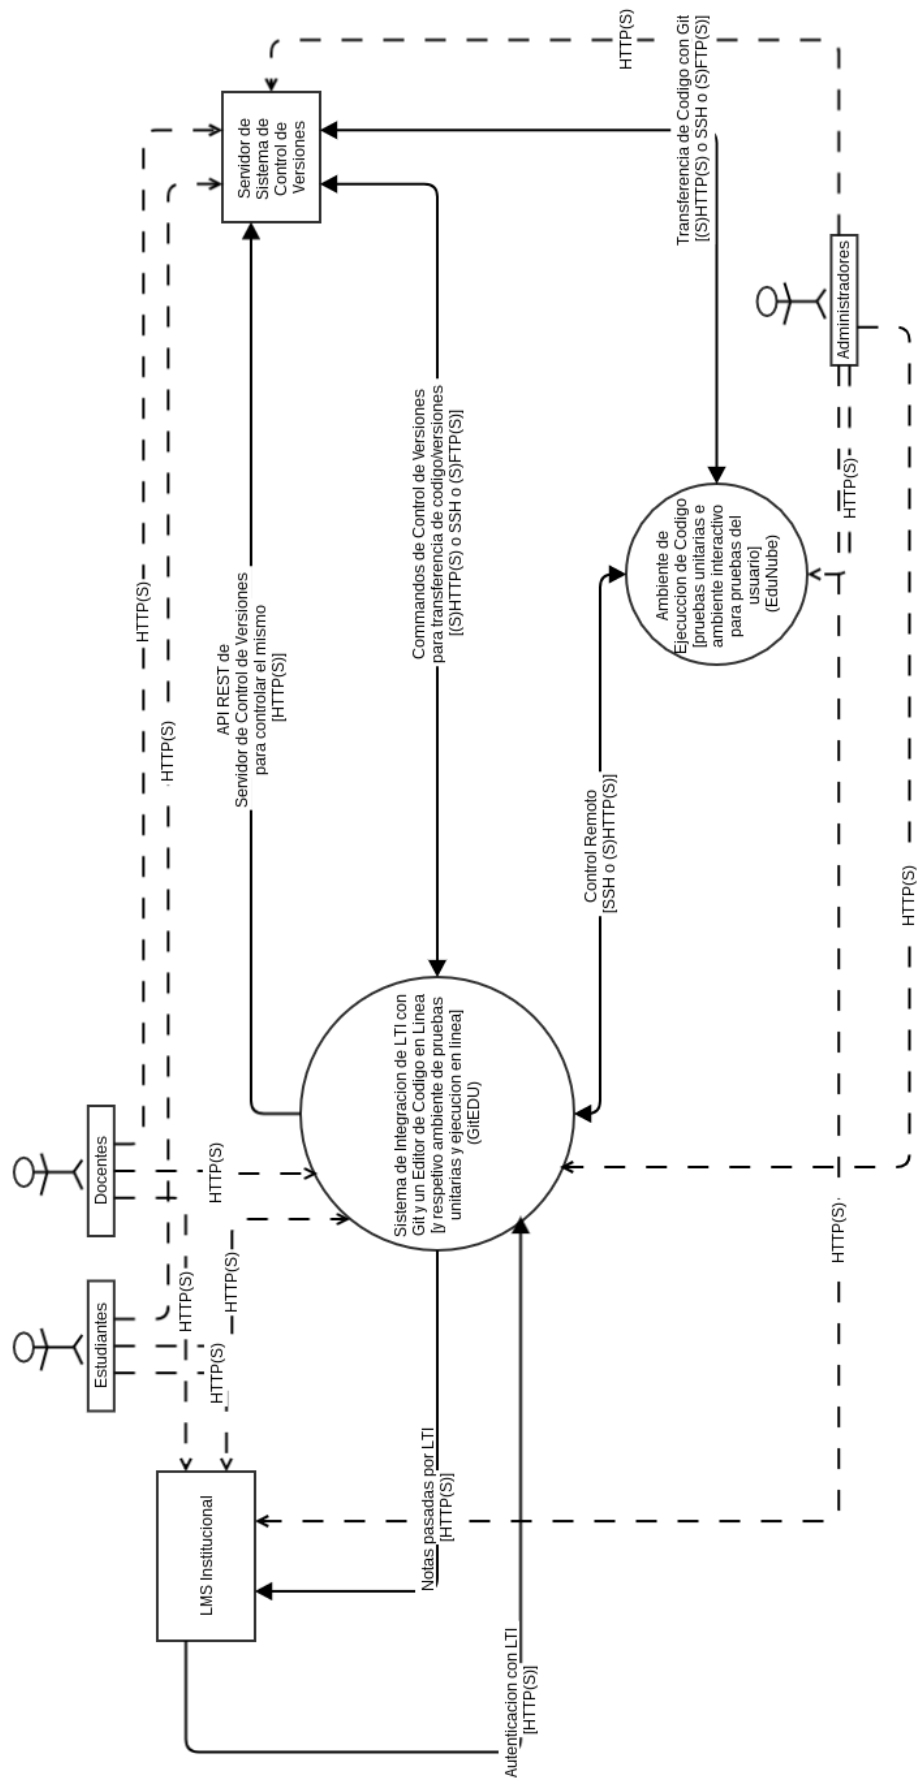 Autenticacion con LTI
[HTTP(S)]
LMS Institucional
Notas pasadas por LTI
[HTTP(S)]
Estudiantes
Docentes
HTTP(S)
HTTP(S)
HTTP(S)
HTTP(S)
HTTP(S)
HTTP(S)
Sistema de Integracion de LTI con
Git y un Editor de Codigo en Linea
[y respetivo ambiente de pruebas
unitarias y ejecucion en linea]
(GitEDU)
API REST de
Servidor de Control de Versiones
para controlar el mismo
[HTTP(S)]
Commandos de Control de Versiones
para transferencia de codigo/versiones
[(S)HTTP(S) o SSH o (S)FTP(S)]
Control Remoto
[SSH o (S)HTTP(S)]
Ambiente de
Ejecuccion de Codigo
[pruebas unitarias e
ambiente interactivo
para pruebas del
usuario]
(EduNube)
Servidor de
Sistema de
Control de
Versiones
Transferencia de Codigo con Git
[(S)HTTP(S) o SSH o (S)FTP(S)]
Administradores
HTTP(S)
HTTP(S)
HTTP(S)
HTTP(S)